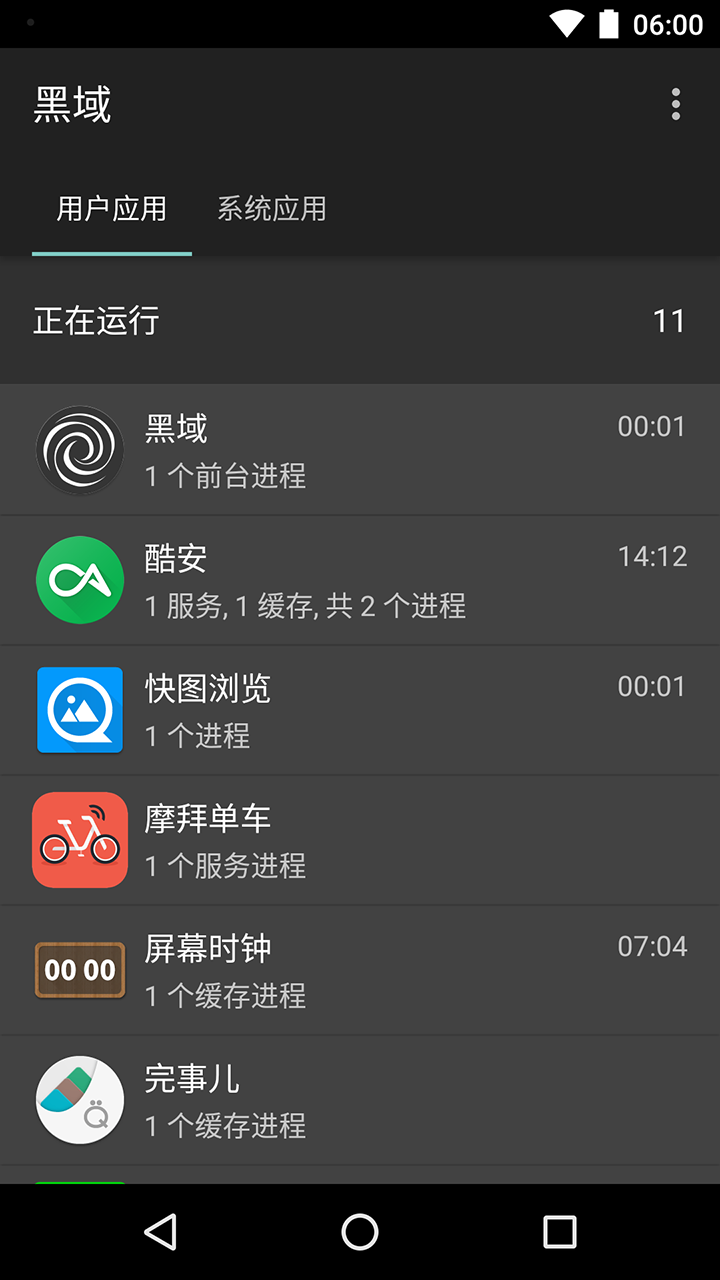 06:00
黑域
用户应用 系统应用
正在运行 11
黑域 00:01
1 个前台进程
酷安 14:12
1 服务, 1 缓存, 共 2 个进程
快图浏览 00:01
1 个进程
摩拜单车
1 个服务进程
00 00
屏幕时钟 07:04
1 个缓存进程
完事儿
Q̈
1 个缓存进程